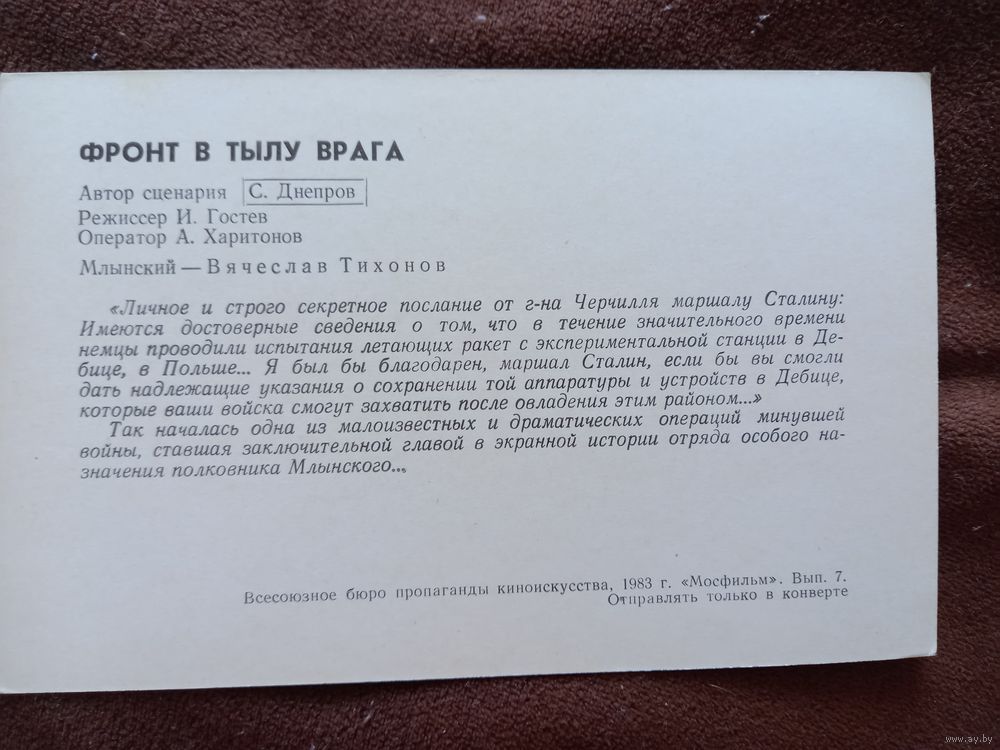 ФРОНТ В ТЫЛУ ВРАГА
Автор сценария С. Днепров
Режиссер И. Гостев
Оператор А. Харитонов
Млынский — Вячеслав Тихонов
«Личное и строго секретное послание от г-на Черчилля маршалу Сталину:
Имеются достоверные сведения о том, что в течение значительного времени
немцы проводили испытания летающих ракет с экспериментальной станции в Де-
бице, в Польше... Я был бы благодарен, маршал Сталин, если бы вы смогли
дать надлежащие указания о сохранении той аппаратуры и устройств в Дебице,
которые ваши войска смогут захватить после овладения этим районом...»
Так началась одна из малоизвестных и драматических операций минувшей
войны, ставшая заключительной главой в экранной истории отряда особого на-
значения полковника Млынского...
Всесоюзное бюро пропаганды киноискусства, 1983 г. «Мосфильм». Вып. 7.
Отправлять только в конверте
www.ay.by